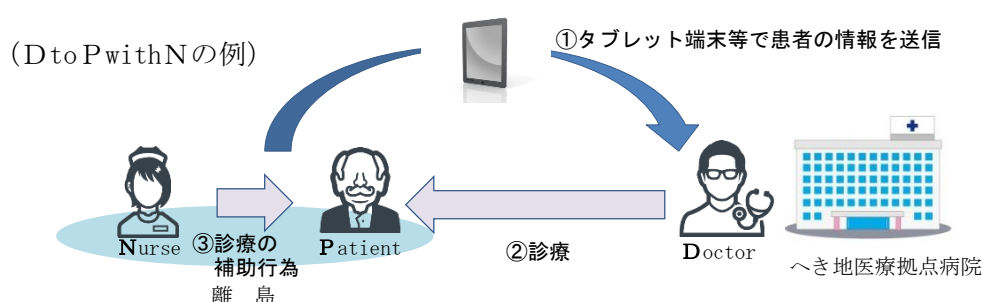 (DtoPwithNの例)
①タブレット端末等で患者の情報を送信
Nurse
③診療の
補助行為
離 島
Patient
②診療
Doctor
へき地医療拠点病院